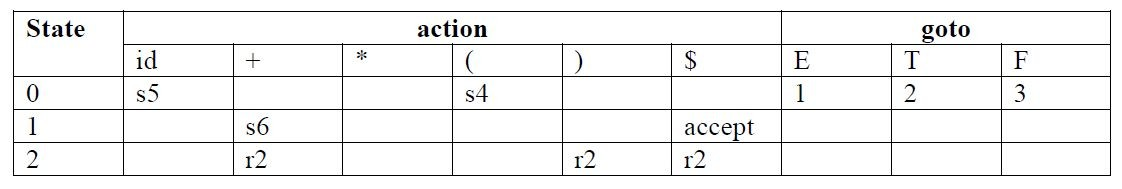 State action goto
id + * ( ) $ E T F
0 s5 s4 1 2 3
1 s6 accept
2 r2 r2 r2